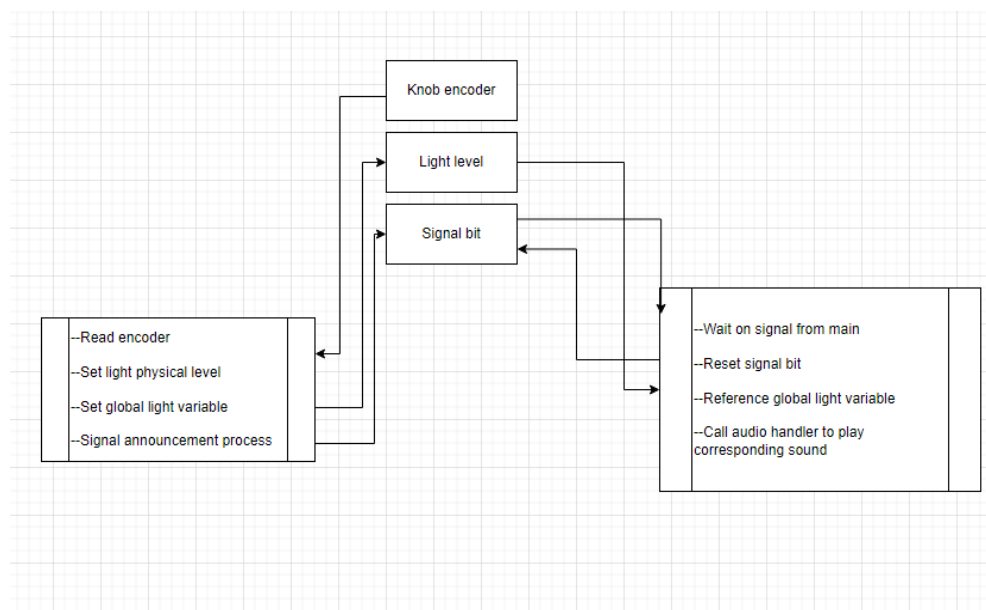 Knob encoder
Light level
Signal bit
--Read encoder
--Set light physical level
--Set global light variable
--Signal announcement process
--Wait on signal from main
--Reset signal bit
--Reference global light variable
--Call audio handler to play
corresponding sound